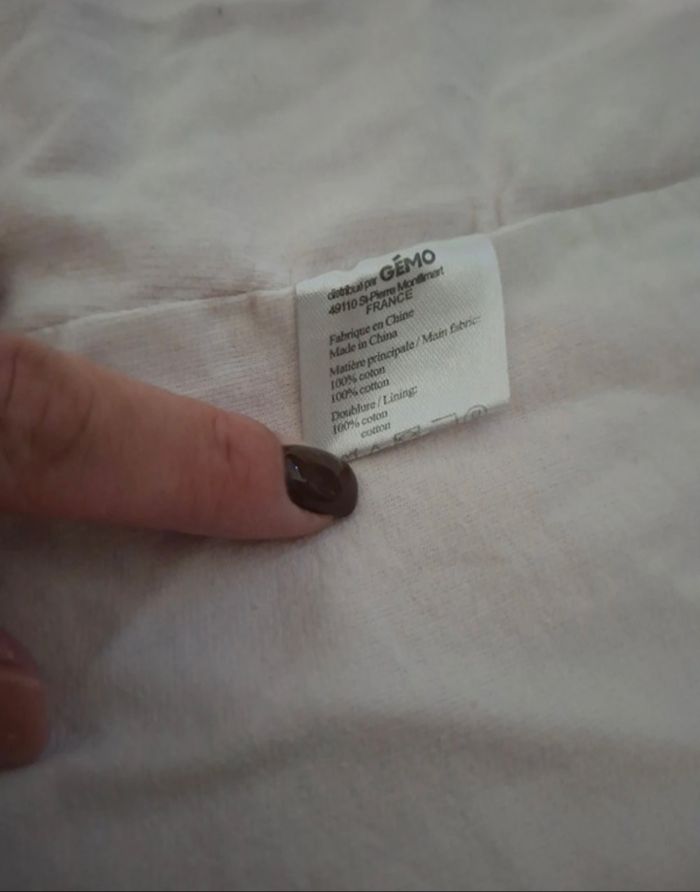 distribué par GÉMO
49110 St-Pierre Montlimart
FRANCE
Fabriqué en Chine
Made in China
Matière principale / Main fabric:
100% coton
100% cotton
Doublure / Lining:
100% coton
cotton